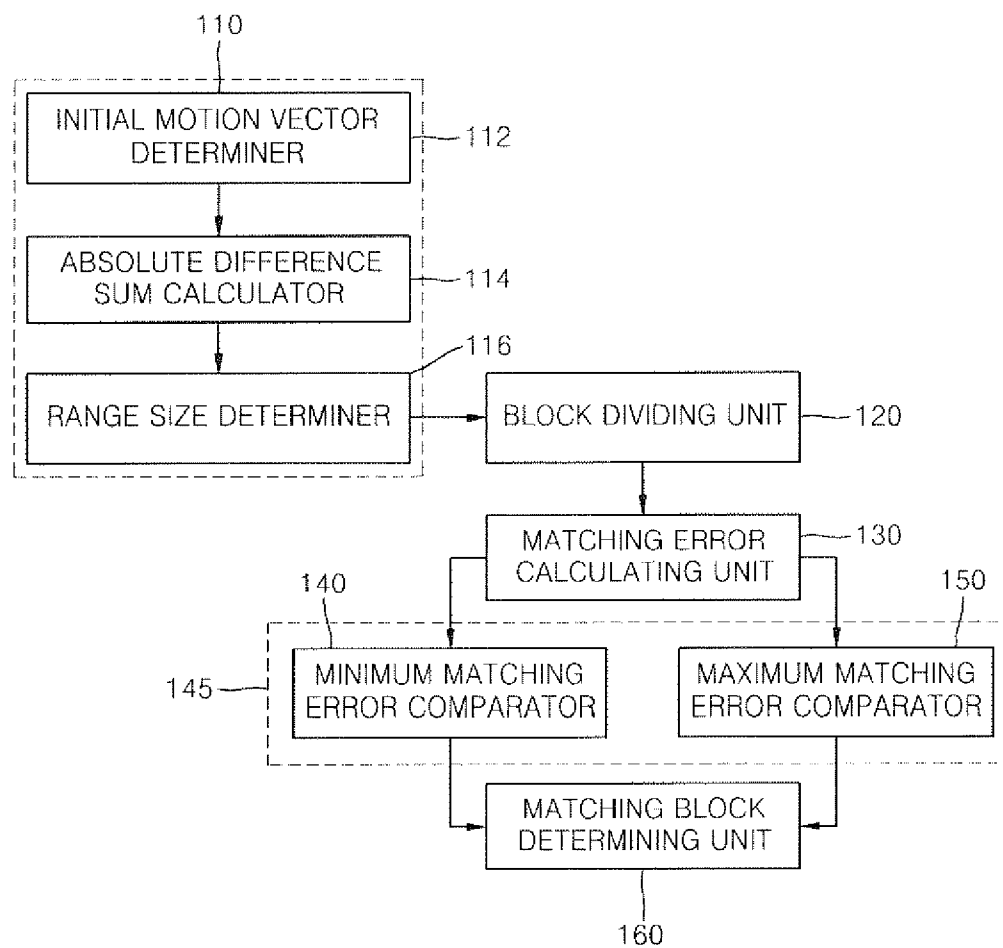 110
INITIAL MOTION VECTOR
DETERMINER
112
ABSOLUTE DIFFERENCE
SUM CALCULATOR
114
116
RANGE SIZE DETERMINER
BLOCK DIVIDING UNIT
120
MATCHING ERROR
CALCULATING UNIT
130
140
150
MINIMUM MATCHING
ERROR COMPARATOR
MAXIMUM MATCHING
ERROR COMPARATOR
145
MATCHING BLOCK
DETERMINING UNIT
160